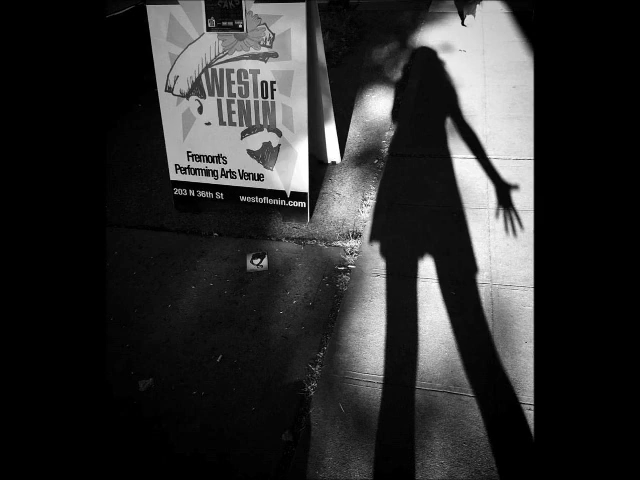 WEST OF
LENIN
Fremont's
Performing Arts Venue
203 N 36th St westoflenin.com